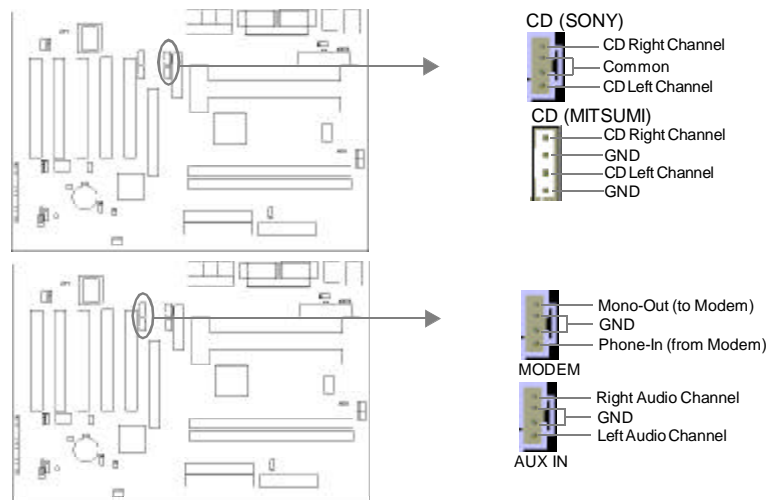 CD (SONY)
CD Right Channel
Common
CD Left Channel
CD (MITSUMI)
CD Right Channel
GND
CD Left Channel
GND
Mono-Out (to Modem)
GND
Phone-In (from Modem)
MODEM
Right Audio Channel
GND
Left Audio Channel
AUX IN